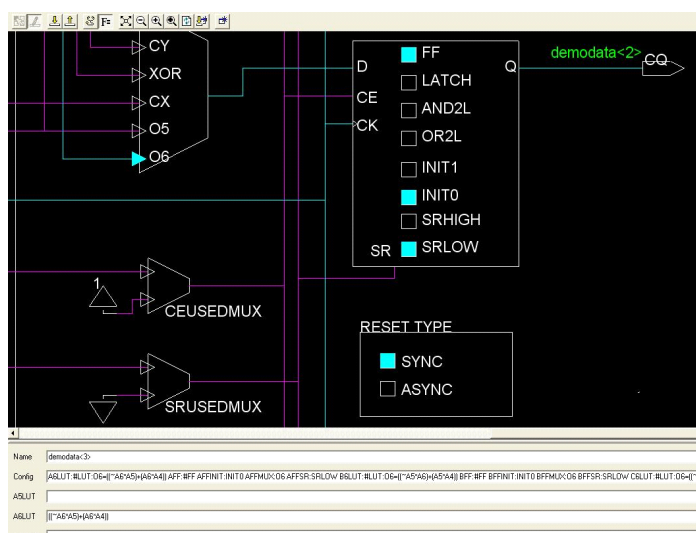 F=
CY
XOR
CX
O5
O6
D
CE
CK
SR
Q
FF
LATCH
AND2L
OR2L
INIT1
INIT0
SRHIGH
SRLOW
demodata<2>
CQ
1
CEUSEDMUX
SRUSEDMUX
RESET TYPE
SYNC
ASYNC
Name demodata<3>
Config A6LUT:#LUT:O6=((~A6*A5)+(A6*A4)) AFF:#FF AFFINIT:INIT0 AFFMUX:O6 AFFSR:SRLOW B6LUT:#LUT:O6=((~A5*A6)+(A5*A4)) BFF:#FF BFFINIT:INIT0 BFFMUX:O6 BFFSR:SRLOW C6LUT:#LUT:O6=((~
A5LUT
A6LUT ((~A6*A5)+(A6*A4))